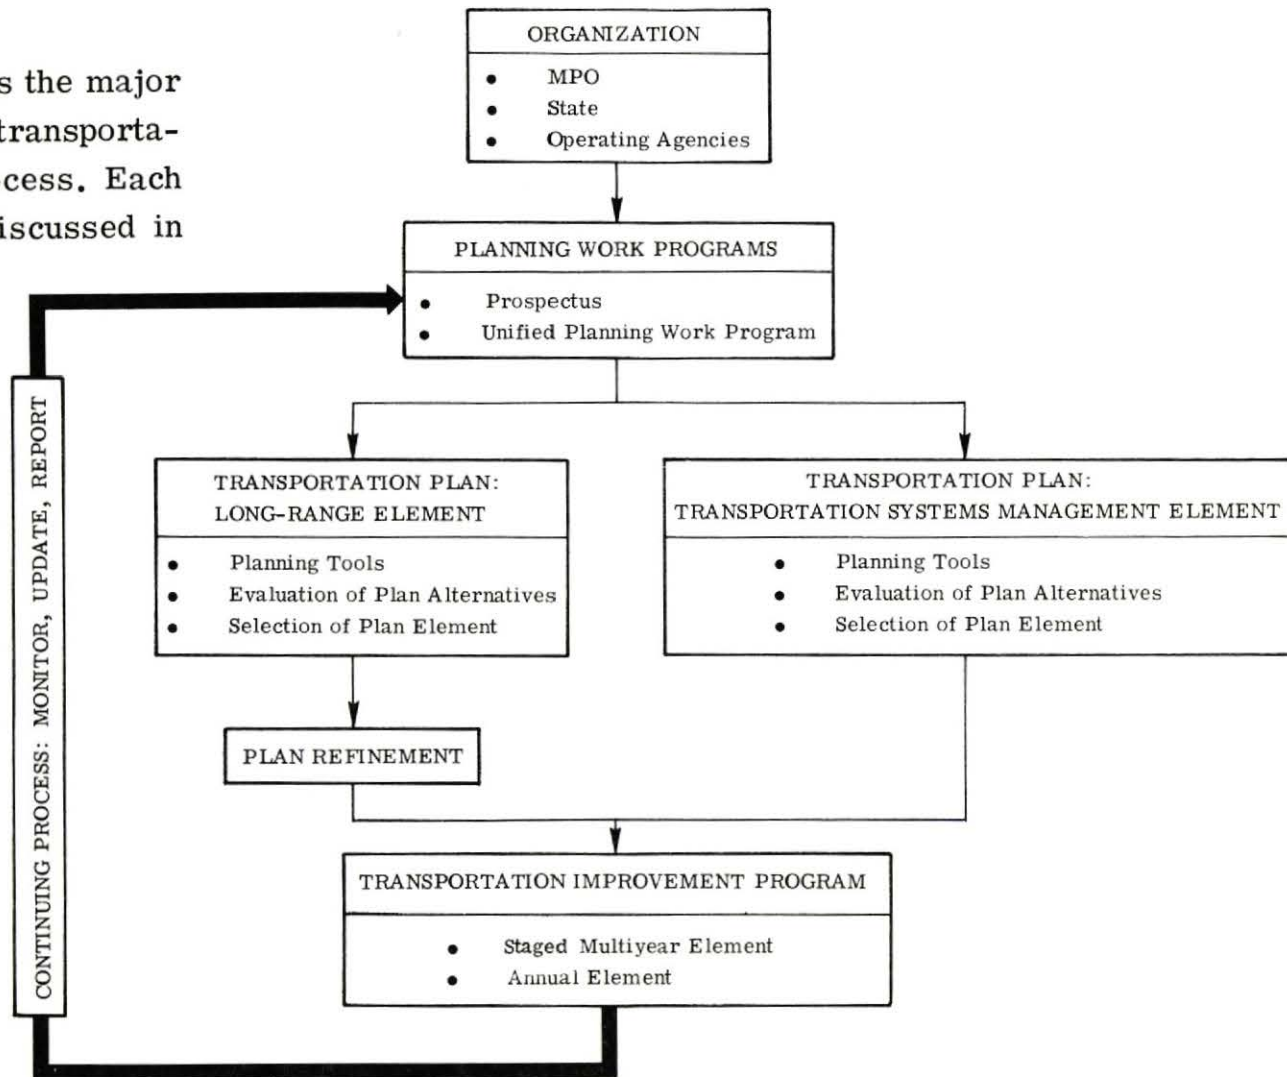 s the major
transporta-
cess. Each
iscussed in
ORGANIZATION
• MPO
• State
• Operating Agencies
PLANNING WORK PROGRAMS
• Prospectus
• Unified Planning Work Program
CONTINUING PROCESS: MONITOR, UPDATE, REPORT
TRANSPORTATION PLAN:
LONG-RANGE ELEMENT
• Planning Tools
• Evaluation of Plan Alternatives
• Selection of Plan Element
TRANSPORTATION PLAN:
TRANSPORTATION SYSTEMS MANAGEMENT ELEMENT
• Planning Tools
• Evaluation of Plan Alternatives
• Selection of Plan Element
PLAN REFINEMENT
TRANSPORTATION IMPROVEMENT PROGRAM
• Staged Multiyear Element
• Annual Element